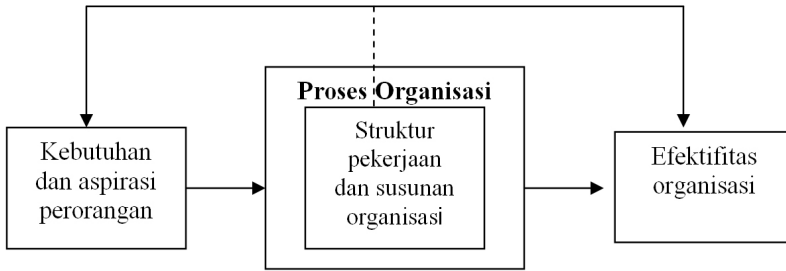 Proses Organisasi
Kebutuhan
dan aspirasi
perorangan
Struktur
pekerjaan
dan susunan
organisasi
Efektifitas
organisasi